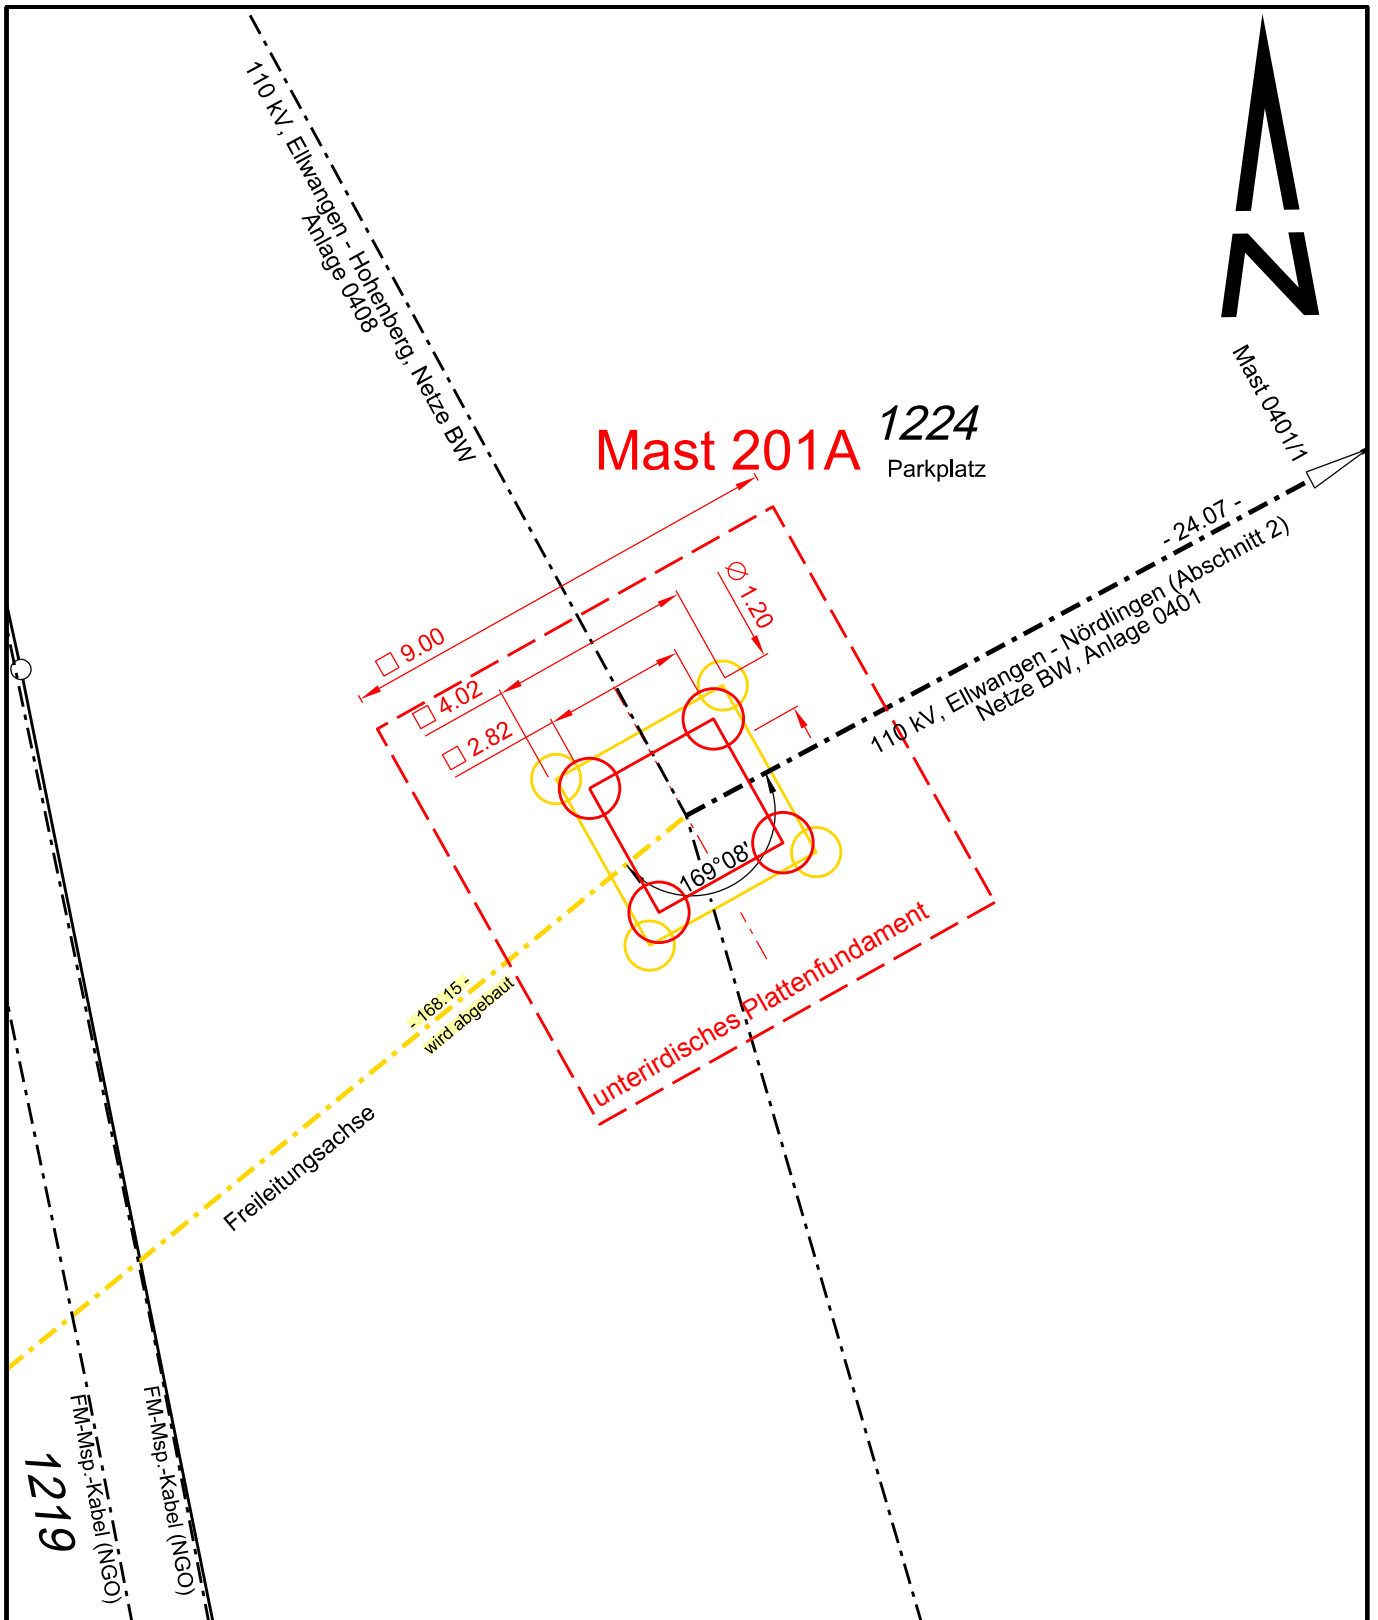 110 kV, Ellwangen - Hohenberg, Netze BW
Anlage 0408
N
Mast 0401/1
Mast 201A
1224
Parkplatz
- 24.07 -
110 kV, Ellwangen - Nördlingen (Abschnitt 2)
Netze BW, Anlage 0401
∅ 1.20
□ 9.00
□ 4.02
□ 2.82
169°08'
unterirdisches Plattenfundament
- 168.15 -
wird abgebaut
Freileitungsachse
FM-Msp.-Kabel (NGO)
FM-Msp.-Kabel (NGO)
1219